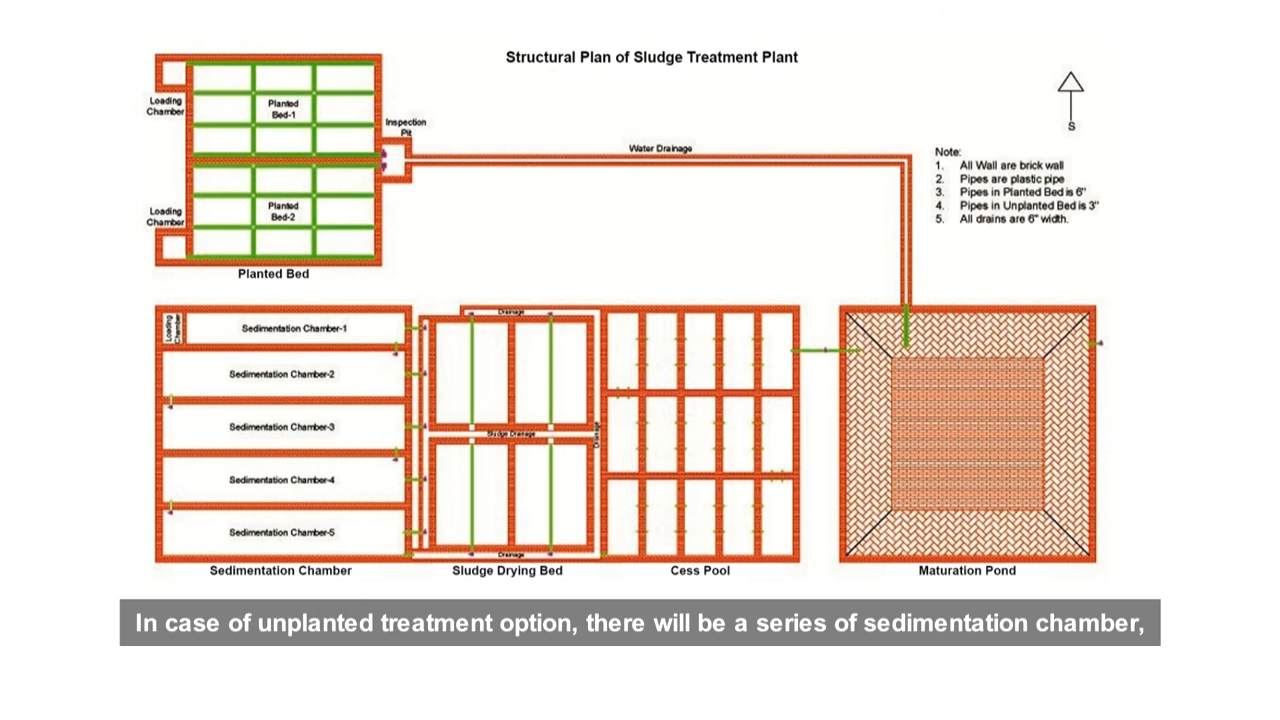 Structural Plan of Sludge Treatment Plant
S
Loading
Chamber
Planted
Bed-1
Inspection
Pit
Water Drainage
Note:
1. All Wall are brick wall
2. Pipes are plastic pipe
3. Pipes in Planted Bed is 6"
4. Pipes in Unplanted Bed is 3"
5. All drains are 6" width.
Loading
Chamber
Planted
Bed-2
Planted Bed
Loading
Chamber
Sedimentation Chamber-1
Sedimentation Chamber-2
Sedimentation Chamber-3
Sedimentation Chamber-4
Sedimentation Chamber-5
Drainage
Sludge Drainage
Drainage
Drainage
Sedimentation Chamber
Sludge Drying Bed
Cess Pool
Maturation Pond
In case of unplanted treatment option, there will be a series of sedimentation chamber,